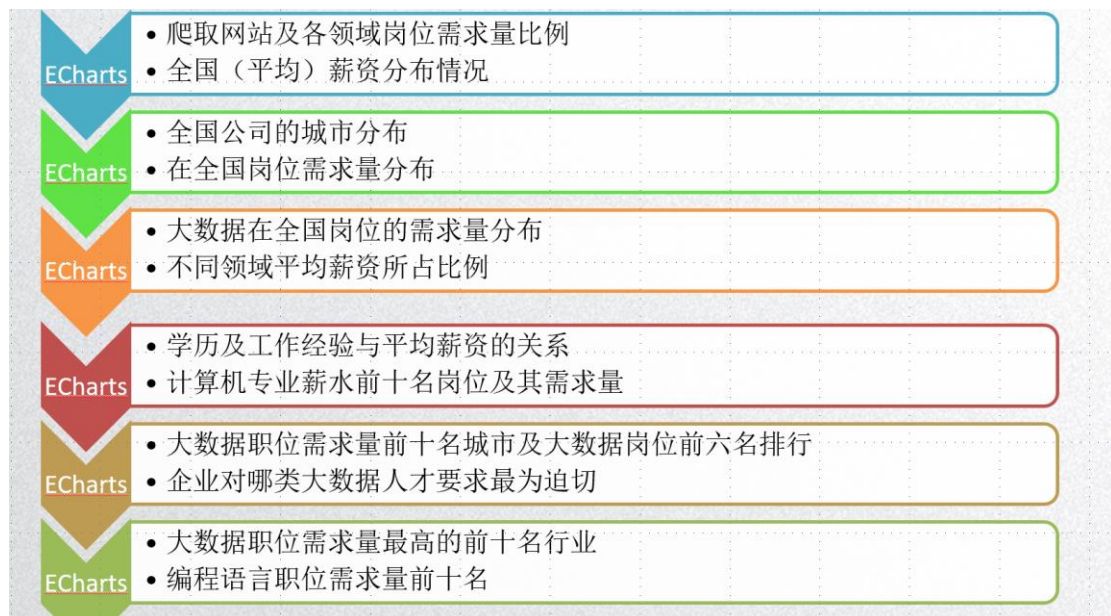 • 爬取网站及各领域岗位需求量比例
ECharts
• 全国（平均）薪资分布情况
• 全国公司的城市分布
ECharts
• 在全国岗位需求量分布
• 大数据在全国岗位的需求量分布
ECharts
• 不同领域平均薪资所占比例
• 学历及工作经验与平均薪资的关系
ECharts
• 计算机专业薪水前十名岗位及其需求量
• 大数据职位需求量前十名城市及大数据岗位前六名排行
ECharts
• 企业对哪类大数据人才要求最为迫切
• 大数据职位需求量最高的前十名行业
ECharts
• 编程语言职位需求量前十名